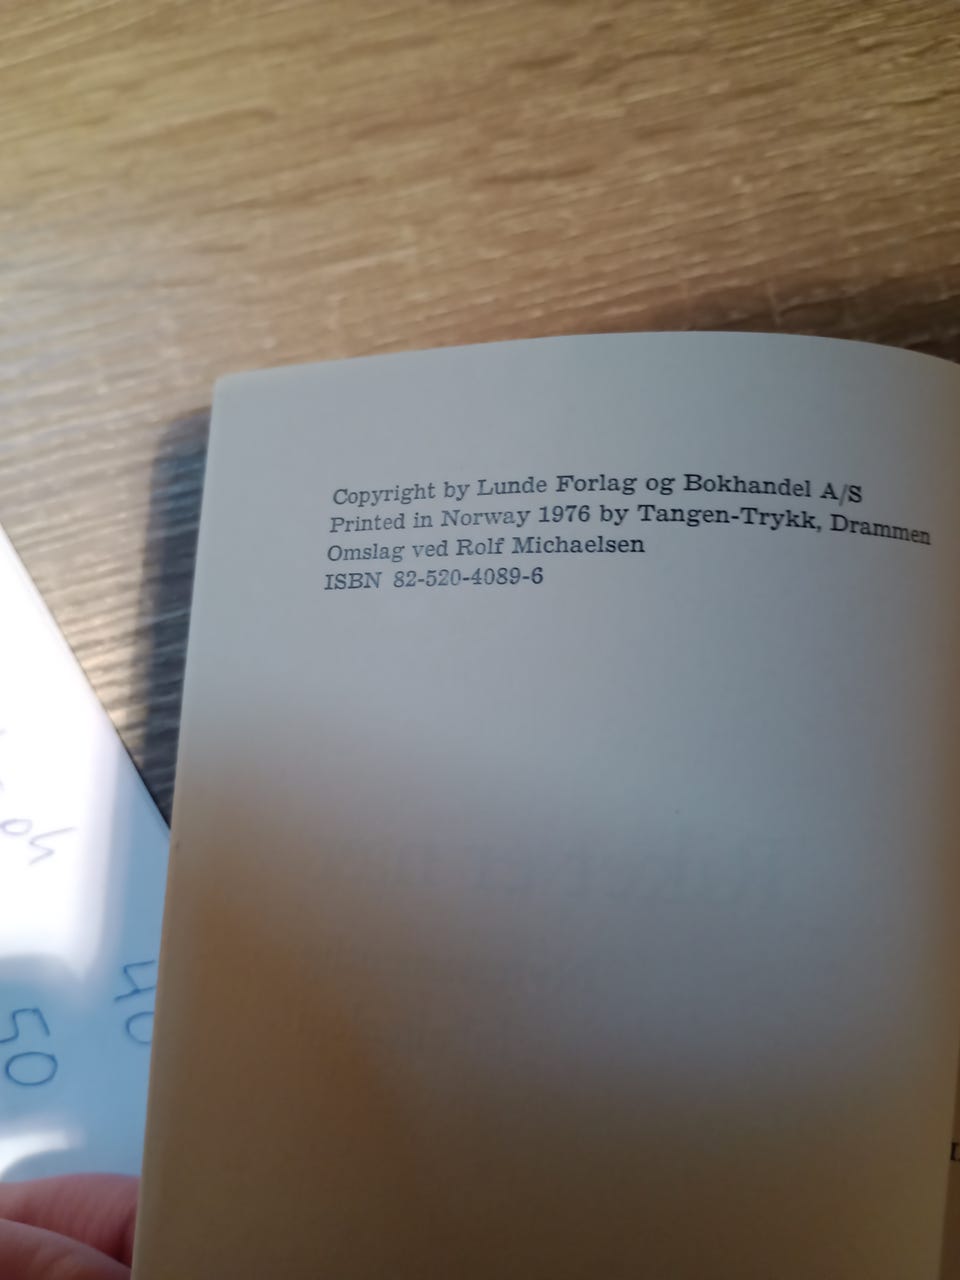 Copyright by Lunde Forlag og Bokhandel A/S
Printed in Norway 1976 by Tangen-Trykk, Drammen
Omslag ved Rolf Michaelsen
ISBN 82-520-4089-6
40
50